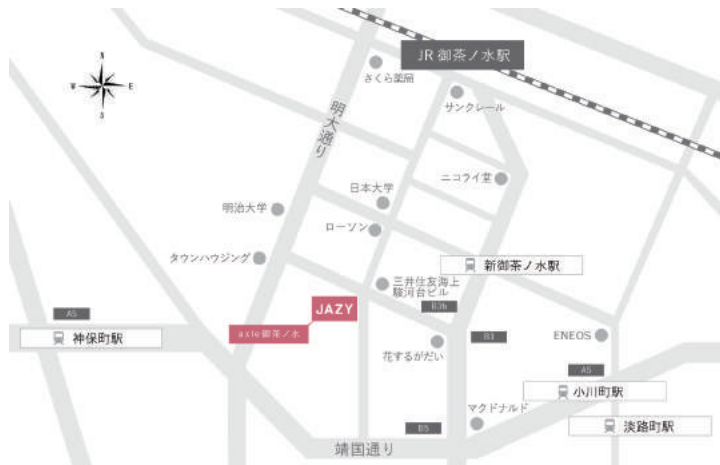 JR 御茶ノ水駅
さくら薬局
N
W
E
S
サンクレール
明大通り
ニコライ堂
日本大学
明治大学
ローソン
タウンハウジング
新御茶ノ水駅
三井住友海上
駿河台ビル
JAZY
B3b
A5
axle御茶ノ水
神保町駅
花するがだい
B3
ENEOS
A5
小川町駅
マクドナルド
B5
淡路町駅
靖国通り